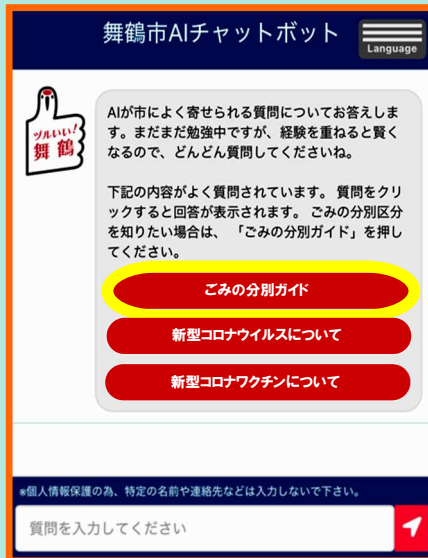 舞鶴市AIチャットボット
Language
ツルいい!
舞鶴
AIが市によく寄せられる質問についてお答えしま
す。まだまだ勉強中ですが、経験を重ねると賢く
なるので、どんどん質問してくださいね。
下記の内容がよく質問されています。 質問をクリ
ックすると回答が表示されます。 ごみの分別区分
を知りたい場合は、 「ごみの分別ガイド」を押し
てください。
ごみの分別ガイド
新型コロナウイルスについて
新型コロナワクチンについて
※個人情報保護の為、特定の名前や連絡先などは入力しないで下さい。
質問を入力してください